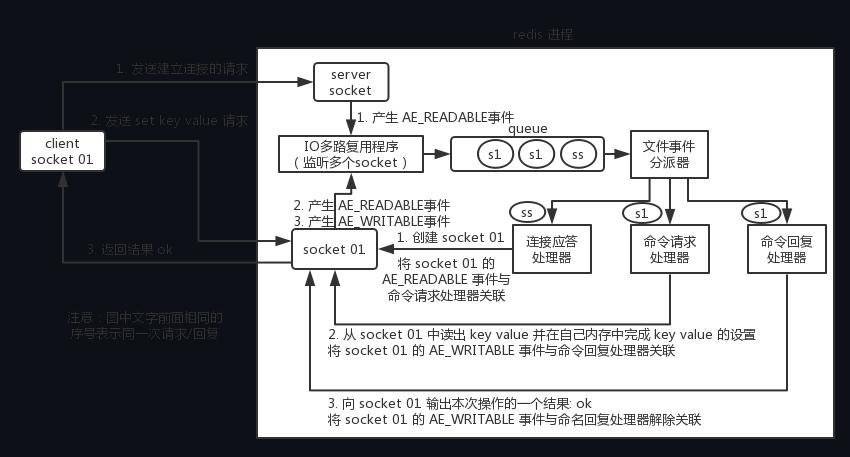 redis 进程
1. 发送建立连接的请求
server
socket
1. 产生 AE_READABLE事件
2. 发送 set key value 请求
queue
client
socket 01
IO多路复用程序
（监听多个socket）
s1
s1
ss
文件事件
分派器
2. 产生 AE_READABLE事件
3. 产生 AE_WRITABLE事件
ss
s1
s1
3. 返回结果 ok
socket 01
1. 创建 socket 01
将 socket 01 的
AE_READABLE 事件与
命令请求处理器关联
连接应答
处理器
命令请求
处理器
命令回复
处理器
注意：图中文字前面相同的
序号表示同一次请求/回复
2. 从 socket 01 中读出 key value 并在自己内存中完成 key value 的设置
将 socket 01 的 AE_WRITABLE 事件与命令回复处理器关联
3. 向 socket 01 输出本次操作的一个结果: ok
将 socket 01 的 AE_WRITABLE 事件与命名回复处理器解除关联